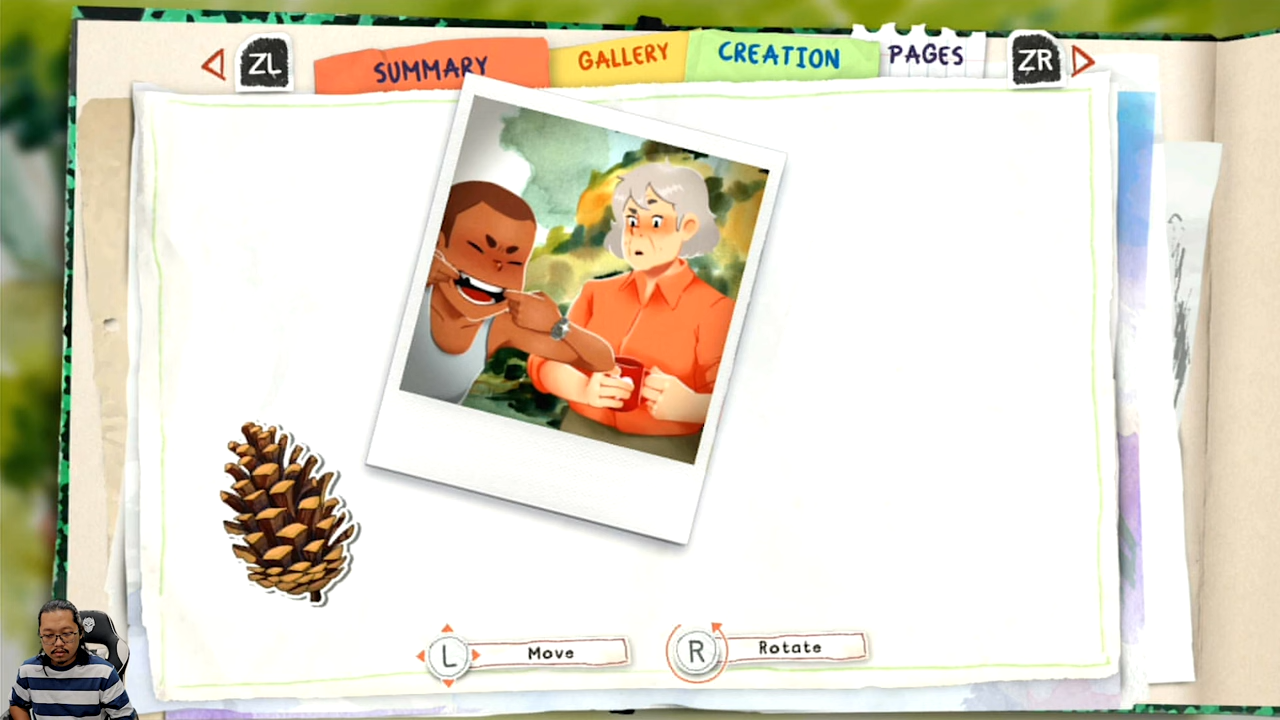 ZL
SUMMARY
GALLERY
CREATION
PAGES
ZR
L
Move
R
Rotate